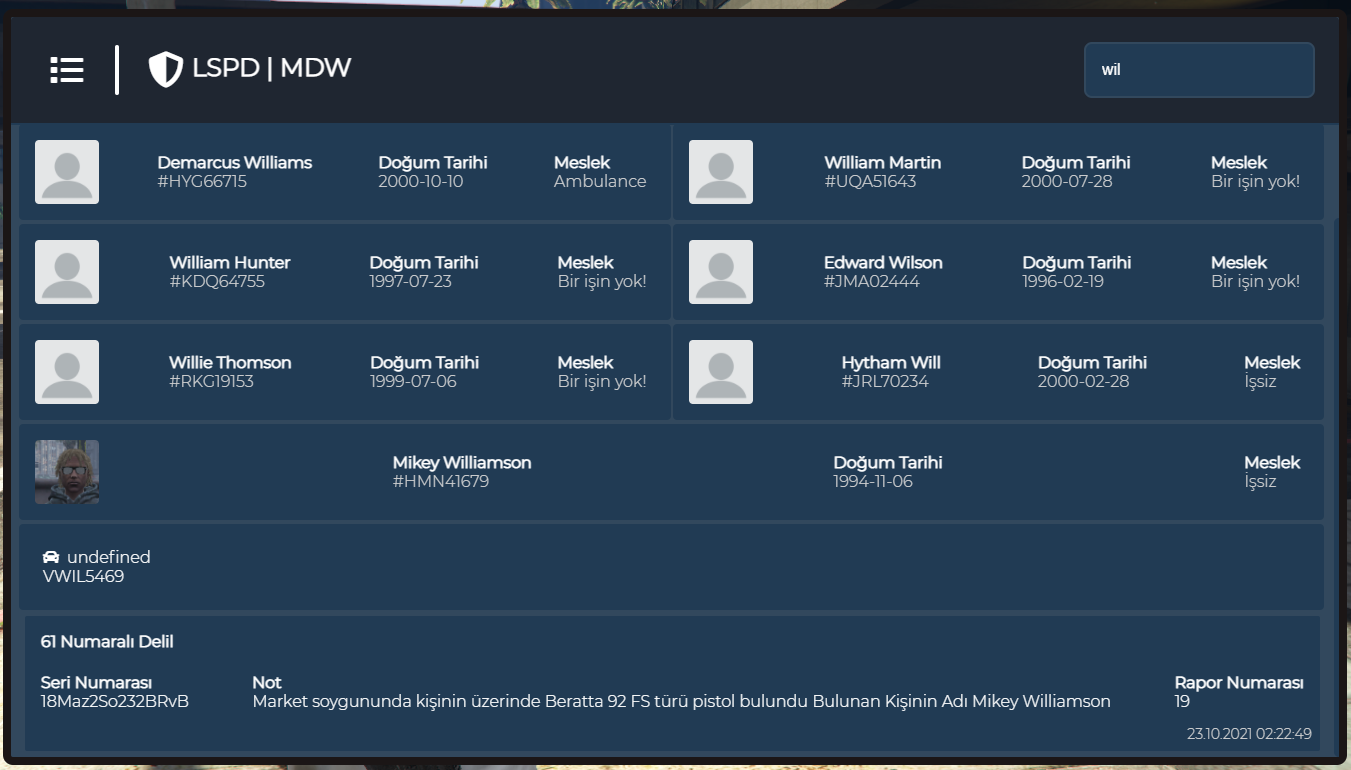 LSPD | MDW
wil
Demarcus Williams Doğum Tarihi Meslek
#HYG66715 2000-10-10 Ambulance
William Martin Doğum Tarihi Meslek
#UQA51643 2000-07-28 Bir işin yok!
William Hunter Doğum Tarihi Meslek
#KDQ64755 1997-07-23 Bir işin yok!
Edward Wilson Doğum Tarihi Meslek
#JMA02444 1996-02-19 Bir işin yok!
Willie Thomson Doğum Tarihi Meslek
#RKG19153 1999-07-06 Bir işin yok!
Hytham Will Doğum Tarihi Meslek
#JRL70234 2000-02-28 İşsiz
Mikey Williamson Doğum Tarihi Meslek
#HMN41679 1994-11-06 İşsiz
undefined
VWIL5469
61 Numaralı Delil
Seri Numarası Not Rapor Numarası
18Maz2So232BRvB Market soygununda kişinin üzerinde Beratta 92 FS türü pistol bulundu Bulunan Kişinin Adı Mikey Williamson 19
23.10.2021 02:22:49